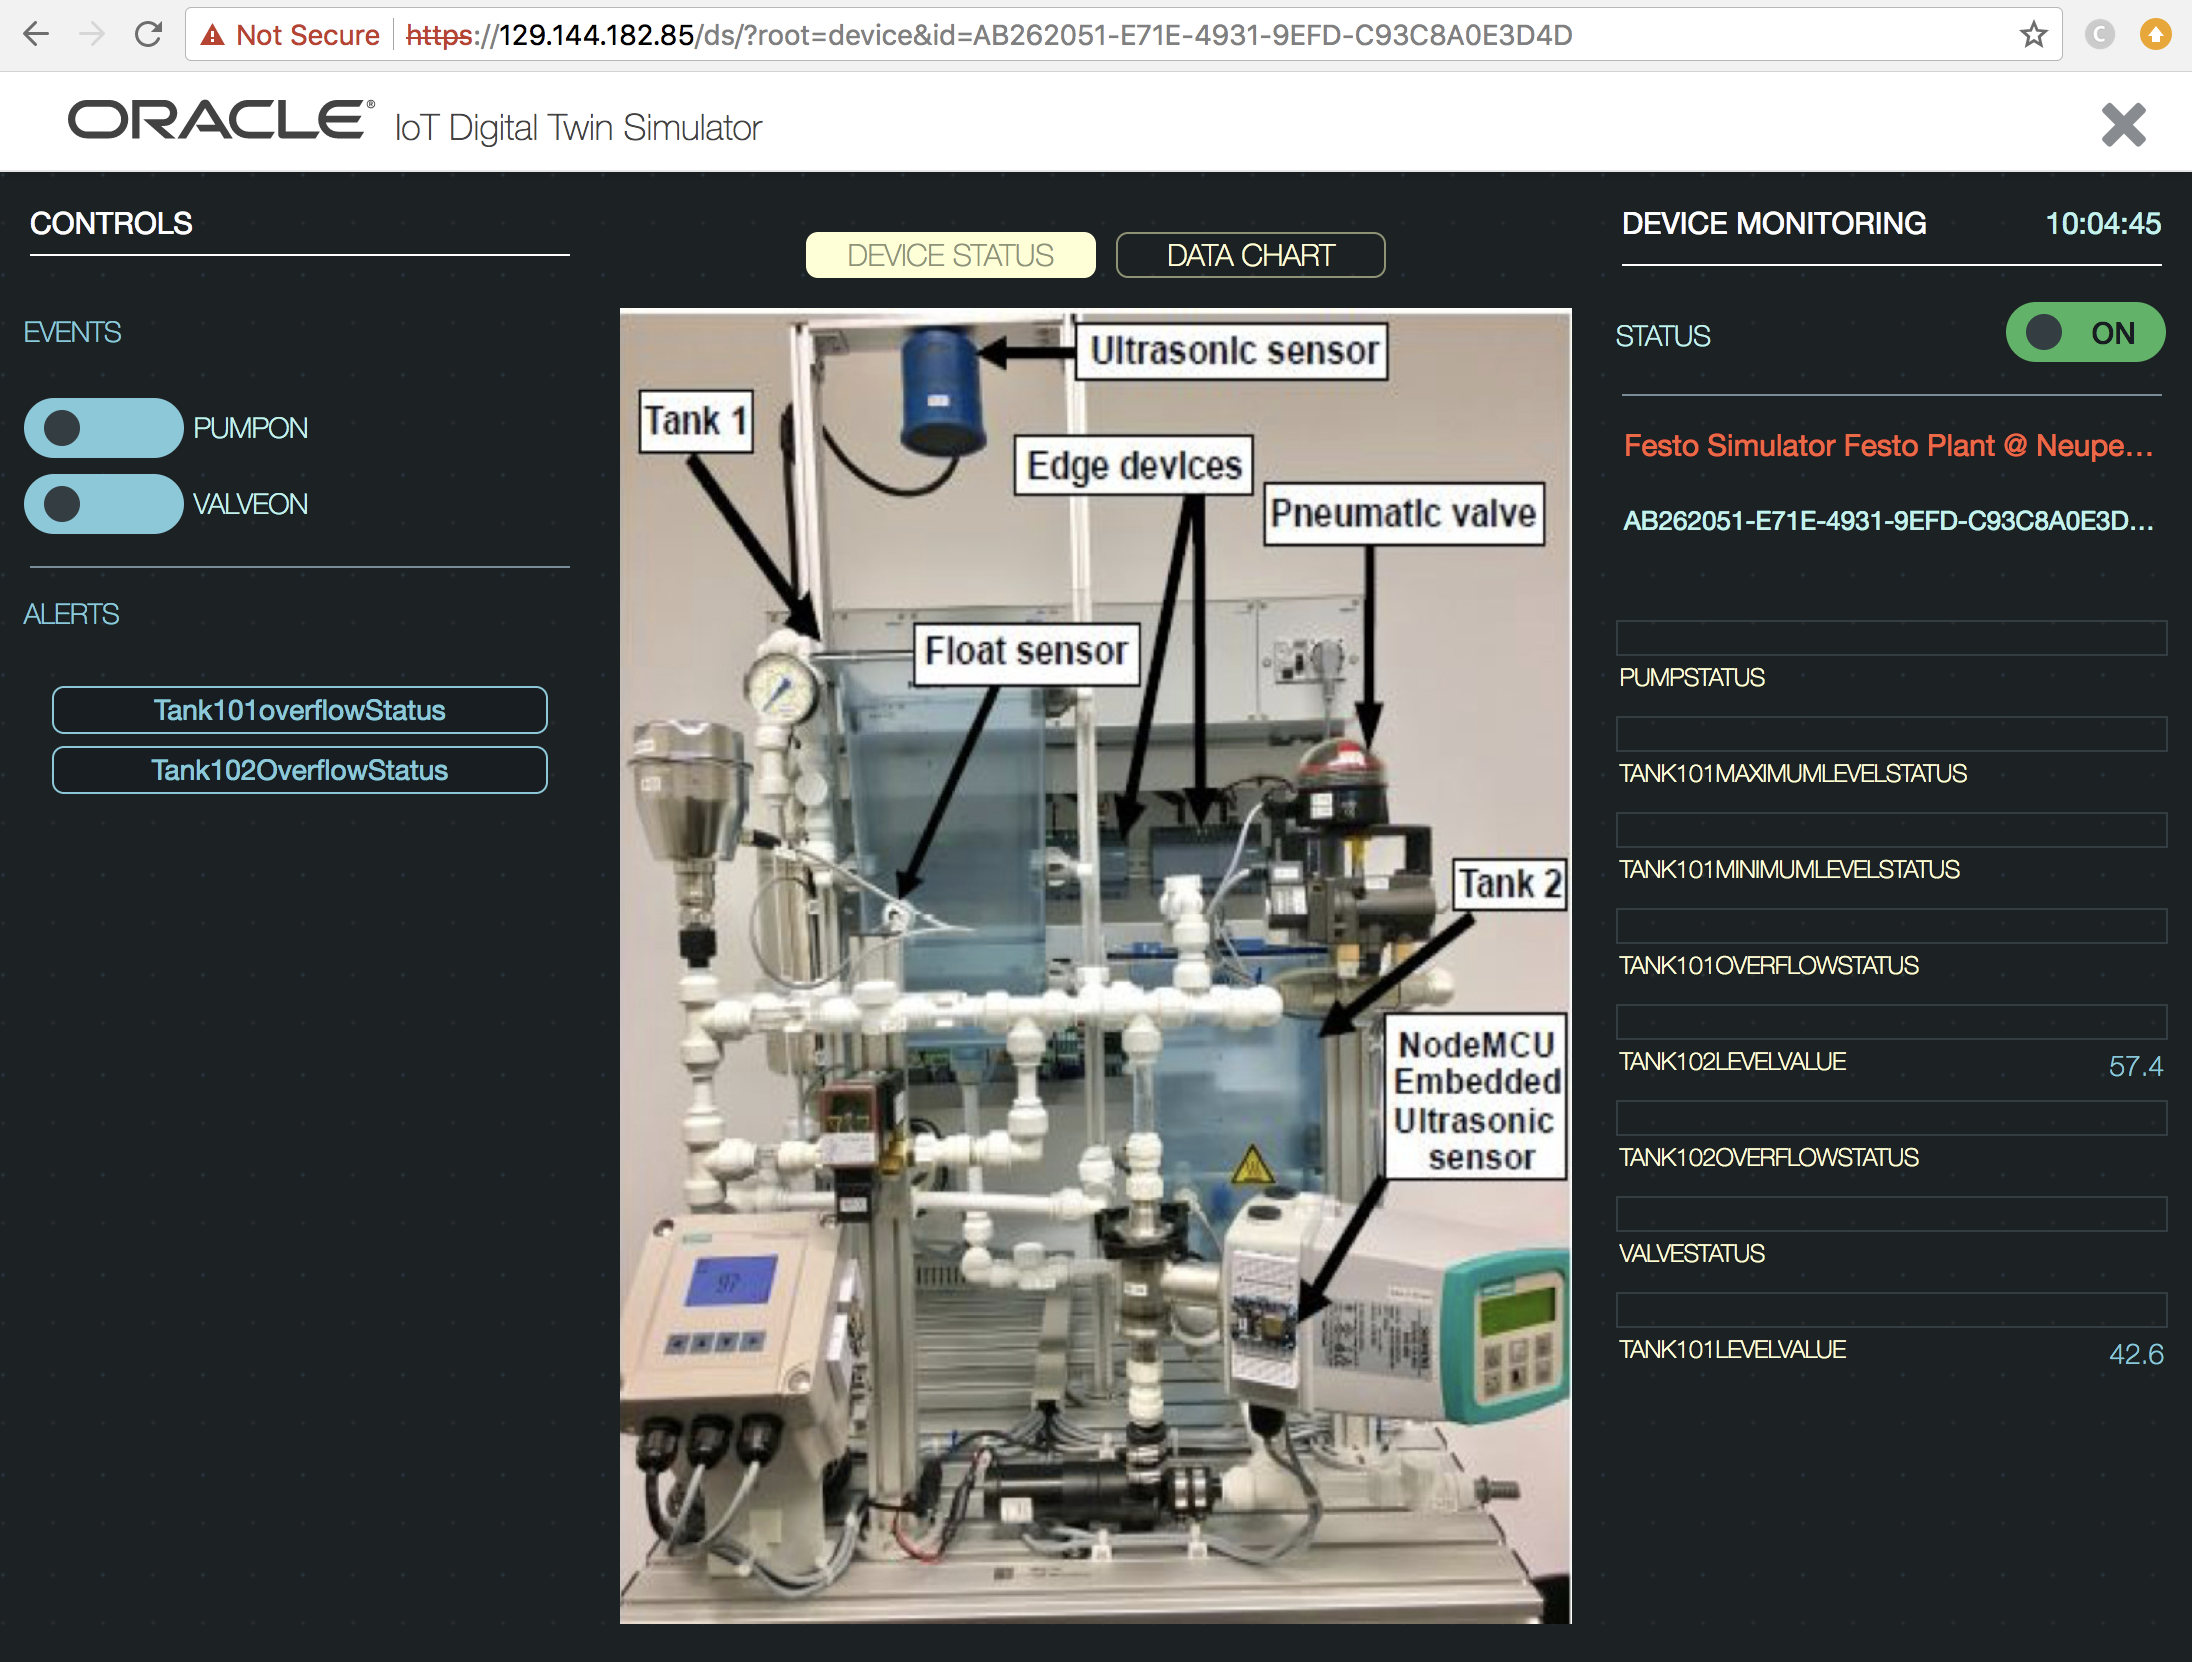 Not Secure https://129.144.182.85/ds/?root=device&id=AB262051-E71E-4931-9EFD-C93C8A0E3D4D
C
ORACLE® IoT Digital Twin Simulator
CONTROLS
EVENTS
PUMPON
VALVEON
ALERTS
Tank101overflowStatus
Tank102OverflowStatus
DEVICE STATUS
DATA CHART
Ultrasonic sensor
Tank 1
Edge devices
Pneumatic valve
Float sensor
Tank 2
NodeMCU
Embedded
Ultrasonic
sensor
97
DEVICE MONITORING 10:04:45
STATUS ON
Festo Simulator Festo Plant @ Neupe...
AB262051-E71E-4931-9EFD-C93C8A0E3D...
PUMPSTATUS
TANK101MAXIMUMLEVELSTATUS
TANK101MINIMUMLEVELSTATUS
TANK101OVERFLOWSTATUS
TANK102LEVELVALUE 57.4
TANK102OVERFLOWSTATUS
VALVESTATUS
TANK101LEVELVALUE 42.6